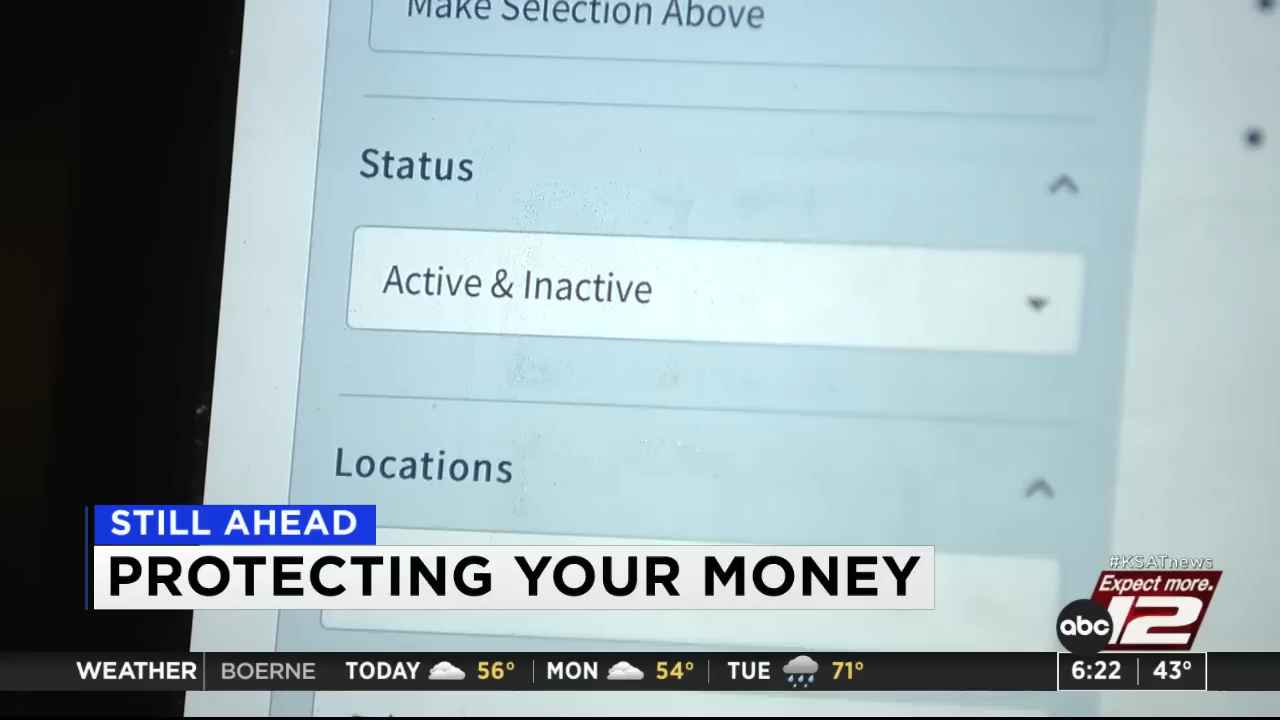 Make Selection Above
Status
Active & Inactive
Locations
STILL AHEAD
PROTECTING YOUR MONEY
#KSATnews
Expect more.
abc 12
WEATHER BOERNE TODAY 56° MON 54° TUE 71° 6:22 43°